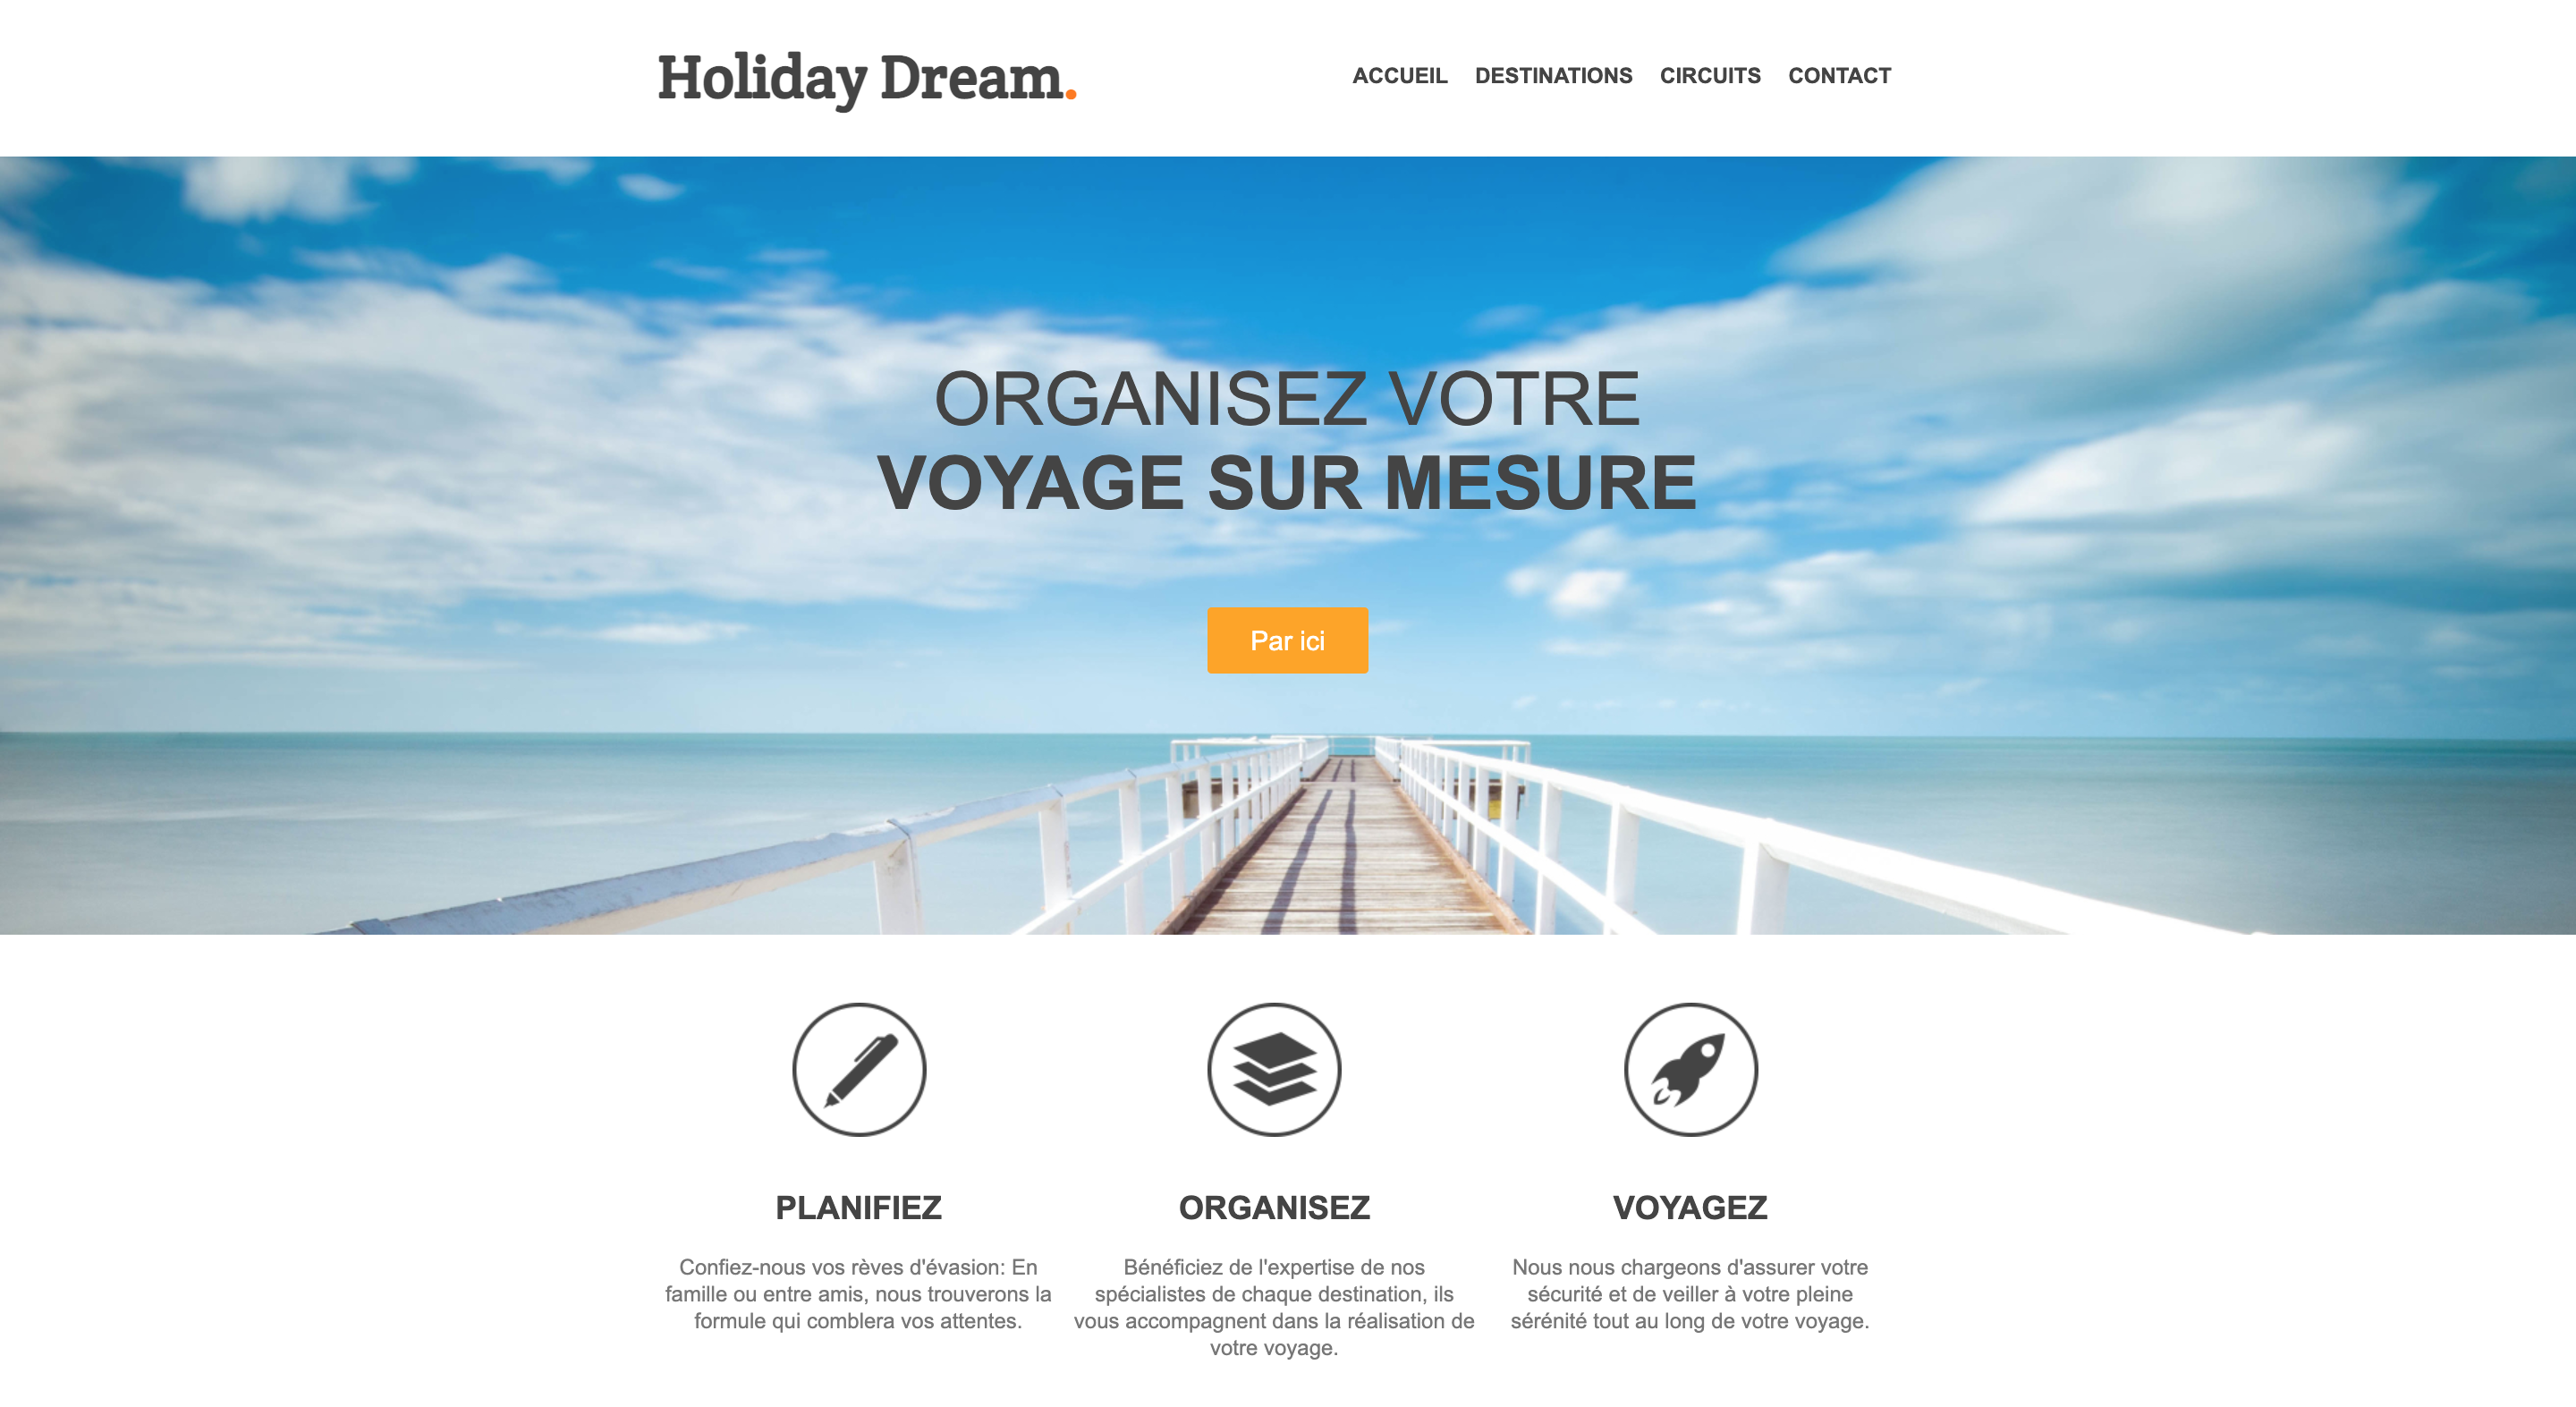 Holiday Dream.
ACCUEIL DESTINATIONS CIRCUITS CONTACT
ORGANISEZ VOTRE
VOYAGE SUR MESURE
Par ici
PLANIFIEZ
Confiez-nous vos rèves d'évasion: En
famille ou entre amis, nous trouverons la
formule qui comblera vos attentes.
ORGANISEZ
Bénéficiez de l'expertise de nos
spécialistes de chaque destination, ils
vous accompagnent dans la réalisation de
votre voyage.
VOYAGEZ
Nous nous chargeons d'assurer votre
sécurité et de veiller à votre pleine
sérénité tout au long de votre voyage.